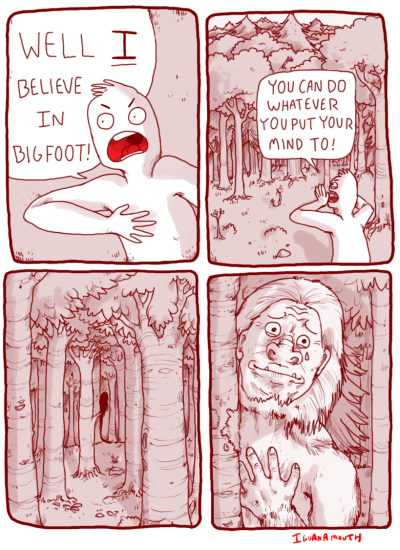 WELL I
BELIEVE
IN
BIGFOOT!
YOU CAN DO
WHATEVER
YOU PUT YOUR
MIND TO!
IGUANAMOUTH